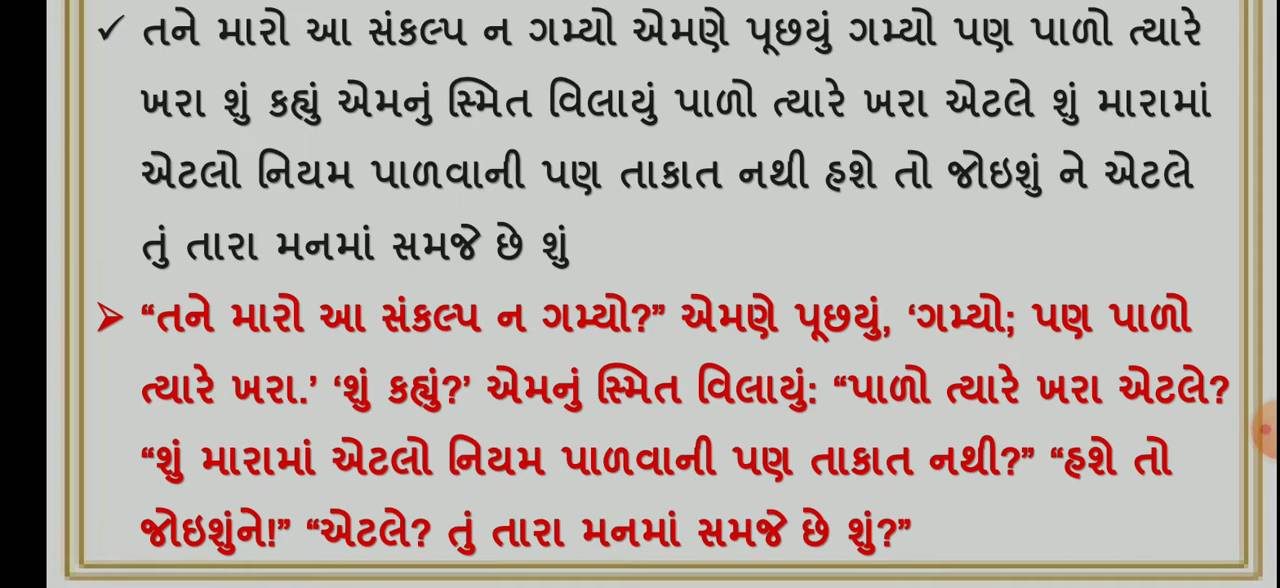 ✓ તને મારો આ સંકલ્પ ન ગમ્યો એમણે પૂછયું ગમ્યો પણ પાળો ત્યારે
ખરા શું કહ્યું એમનું સ્મિત વિલાયું પાળો ત્યારે ખરા એટલે શું મારામાં
એટલો નિયમ પાળવાની પણ તાકાત નથી હશે તો જોઇશું ને એટલે
તું તારા મનમાં સમજે છે શું
➢ “તને મારો આ સંકલ્પ ન ગમ્યો?” એમણે પૂછયું, ‘ગમ્યો; પણ પાળો
ત્યારે ખરા.’ ‘શું કહ્યું?’ એમનું સ્મિત વિલાયું: “પાળો ત્યારે ખરા એટલે?
“શું મારામાં એટલો નિયમ પાળવાની પણ તાકાત નથી?” “હશે તો
જોઇશુંને!” “એટલે? તું તારા મનમાં સમજે છે શું?”